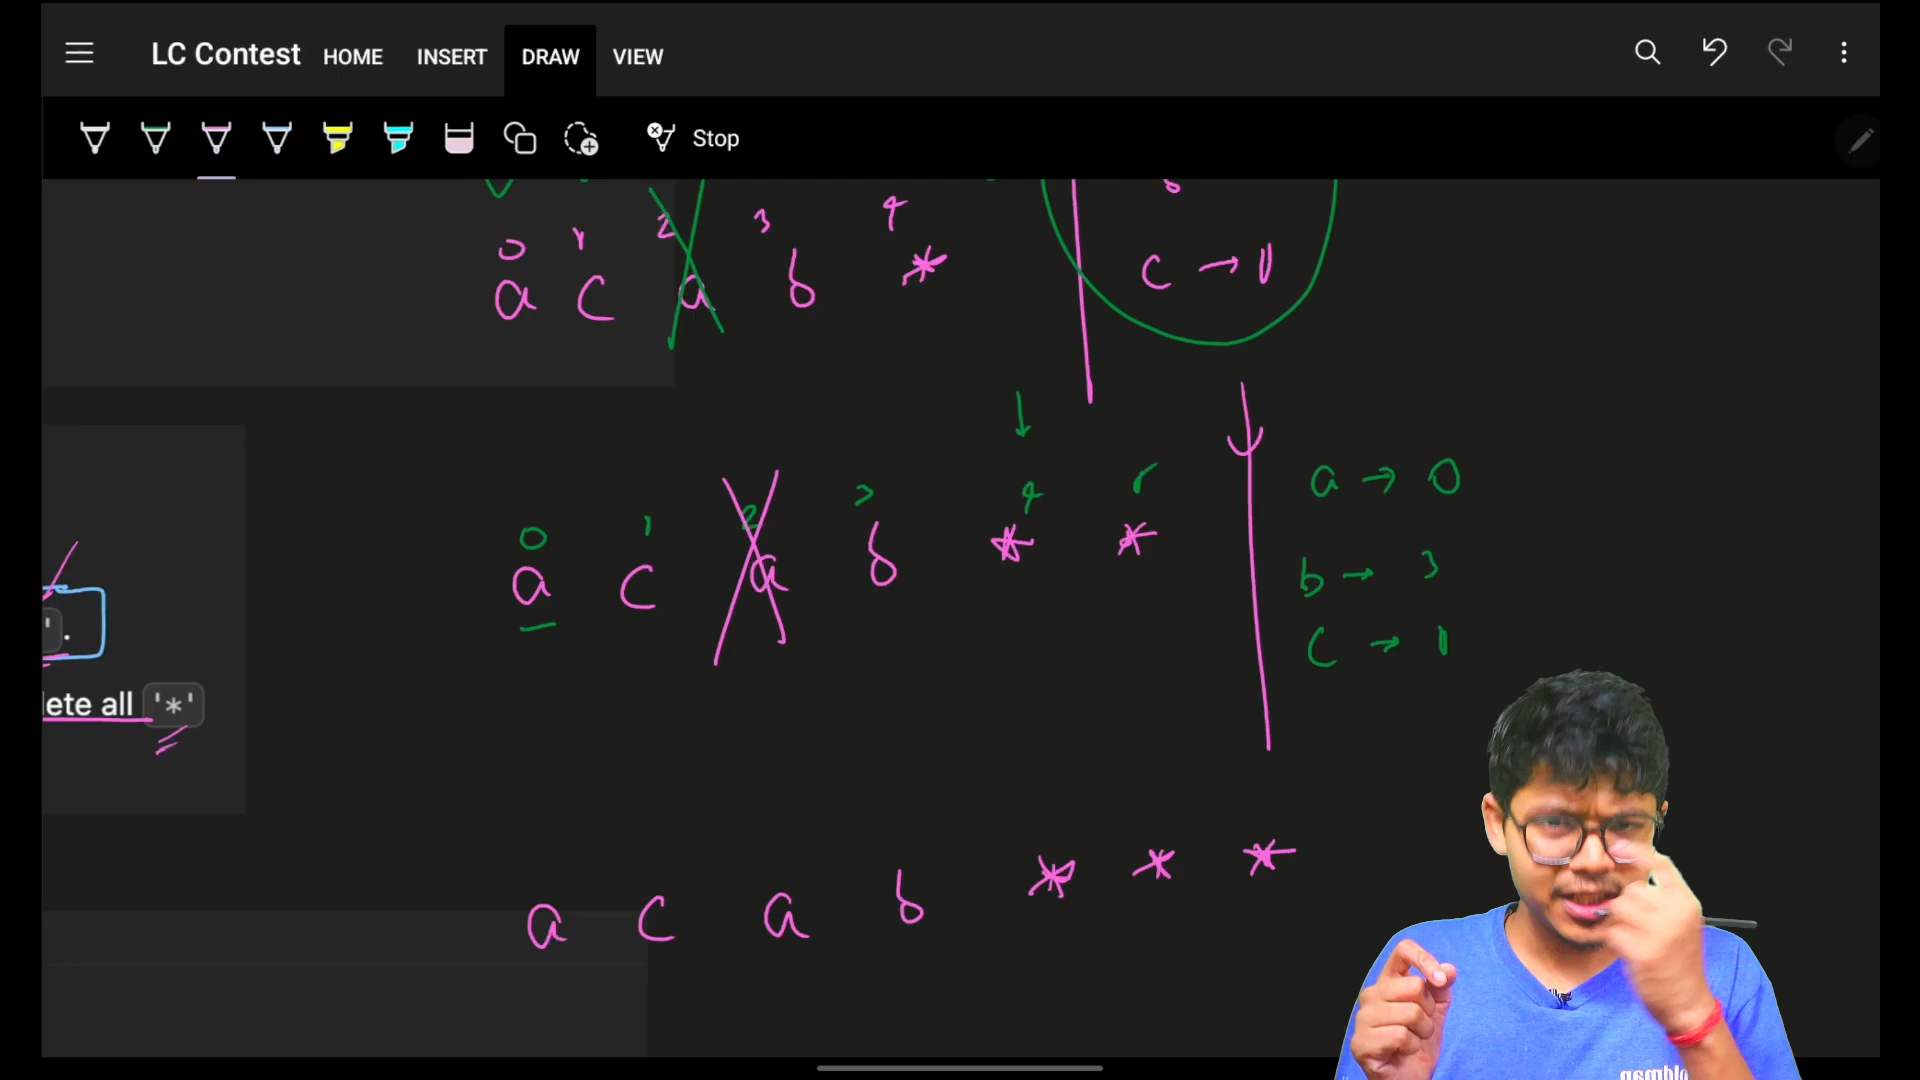 LC Contest HOME INSERT DRAW VIEW
Stop
0 1 2 3 4
a c a b *
c → 1
0 1 2 3 4 5
a c a b * *
a → 0
b → 3
c → 1
'.
lete all '*'
a c a b * * *